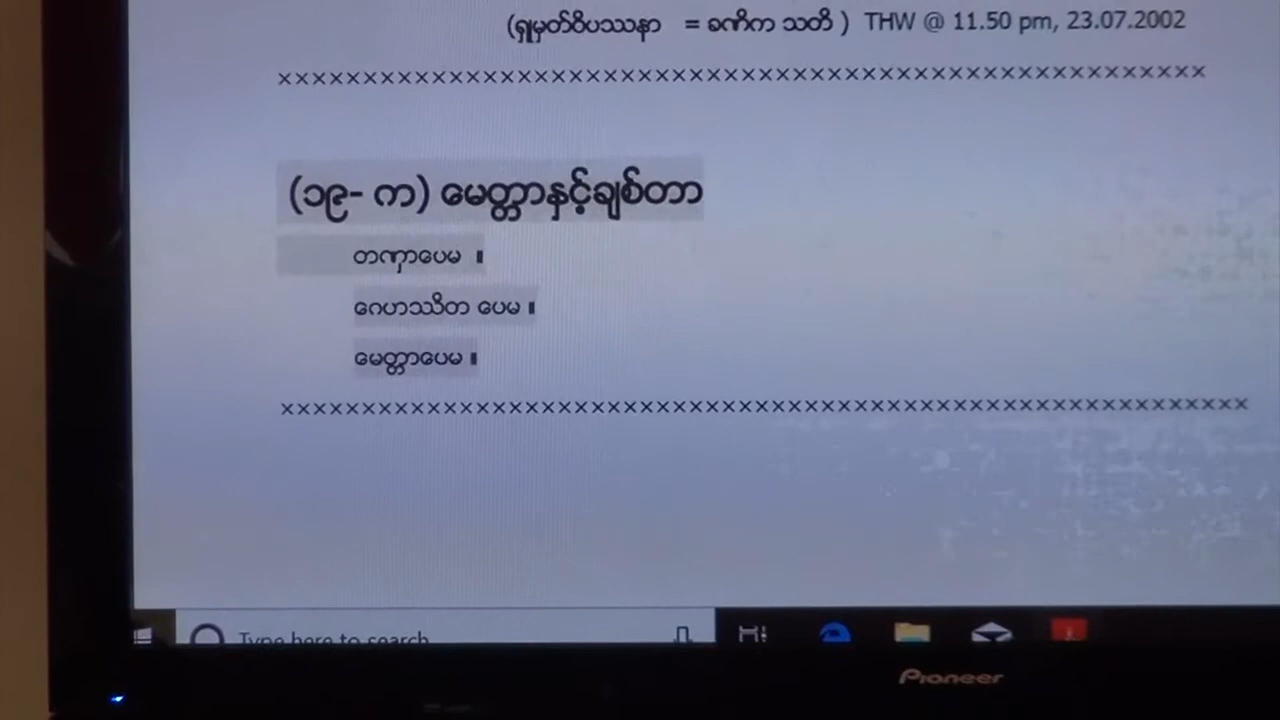 (ရှုမှတ်ဝိပဿနာ = ခဏိက သတိ ) THW @ 11.50 pm, 23.07.2002
××××××××××××××××××××××××××××××××××××××××××××××××××××××××
(၁၉- က) မေတ္တာနှင့်ချစ်တာ
တဏှာပေမ ။
ဂေဟဿိတ ပေမ ။
မေတ္တာပေမ ။
××××××××××××××××××××××××××××××××××××××××××××××××××××××××××
Type here to search
Pioneer